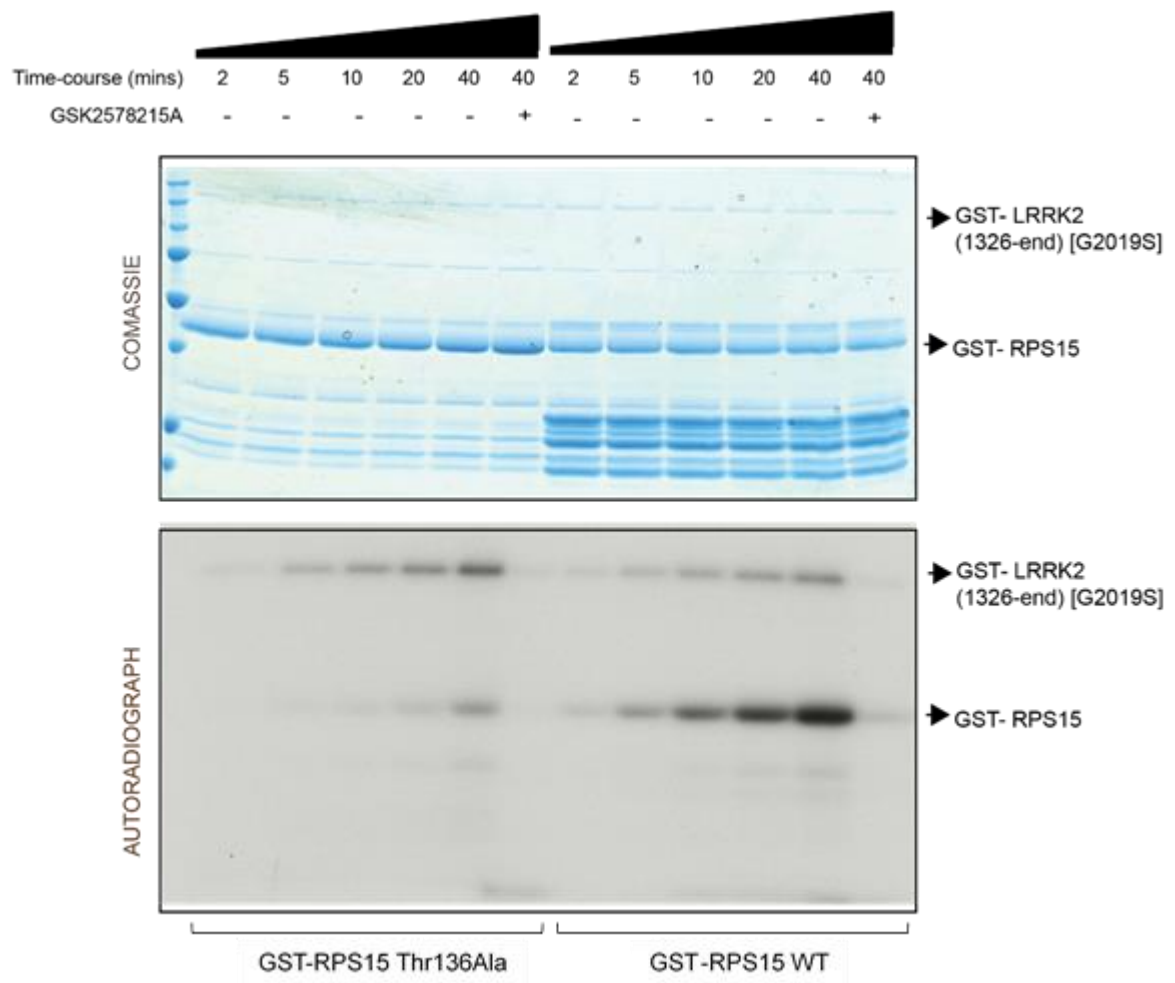 Time-course (mins) 2 5 10 20 40 40 2 5 10 20 40 40
GSK2578215A - - - - - + - - - - - +
COMASSIE
GST- LRRK2
(1326-end) [G2019S]
GST- RPS15
AUTORADIOGRAPH
GST- LRRK2
(1326-end) [G2019S]
GST- RPS15
GST-RPS15 Thr136Ala GST-RPS15 WT